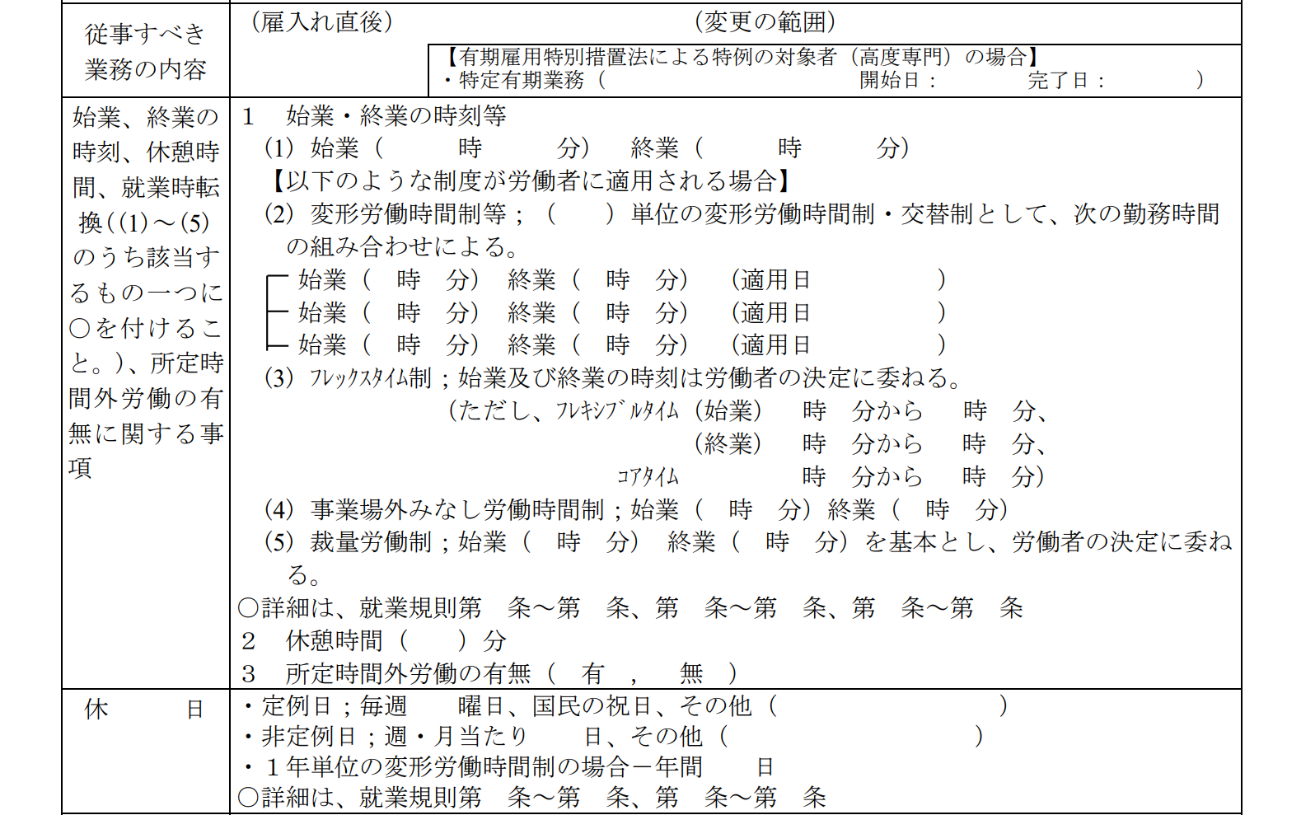 従事すべき
業務の内容
（雇入れ直後）　　　　　　　　　　　　（変更の範囲）
【有期雇用特別措置法による特例の対象者（高度専門）の場合】
・特定有期業務（　　　　　　　　　　　　　開始日：　　　　完了日：　　　　）
始業、終業の
時刻、休憩時
間、就業時転
換((1)～(5)
のうち該当す
るもの一つに
○を付けるこ
と。)、所定時
間外労働の有
無に関する事
項
１　始業・終業の時刻等
(1) 始業（　　　時　　　分）　終業（　　　時　　　分）
【以下のような制度が労働者に適用される場合】
(2) 変形労働時間制等；（　　）単位の変形労働時間制・交替制として、次の勤務時間
の組み合わせによる。
始業（　時　分）　終業（　時　分）　（適用日　　　　　）
始業（　時　分）　終業（　時　分）　（適用日　　　　　）
始業（　時　分）　終業（　時　分）　（適用日　　　　　）
(3) ﾌﾚｯｸｽﾀｲﾑ制；始業及び終業の時刻は労働者の決定に委ねる。
（ただし、ﾌﾚｷｼﾌﾞﾙﾀｲﾑ（始業）　時　分から　　時　分、
（終業）　時　分から　　時　分、
ｺｱﾀｲﾑ　　　　　時　分から　　時　分）
(4) 事業場外みなし労働時間制；始業（　時　分）終業（　時　分）
(5) 裁量労働制；始業（　時　分）　終業（　時　分）を基本とし、労働者の決定に委ね
る。
○詳細は、就業規則第　条～第　条、第　条～第　条、第　条～第　条
２　休憩時間（　　）分
３　所定時間外労働の有無（　有　，　無　）
休　　　日
・定例日；毎週　　曜日、国民の祝日、その他（　　　　　　　　　）
・非定例日；週・月当たり　　日、その他（　　　　　　　　　　）
・１年単位の変形労働時間制の場合－年間　　日
○詳細は、就業規則第　条～第　条、第　条～第　条